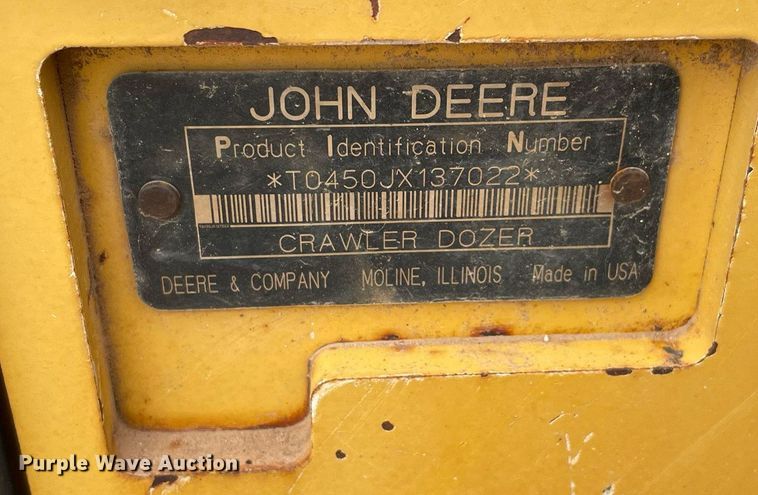 JOHN DEERE
Product Identification Number
*T0450JX137022*
CRAWLER DOZER
DEERE & COMPANY MOLINE, ILLINOIS Made in USA
Purple Wave Auction